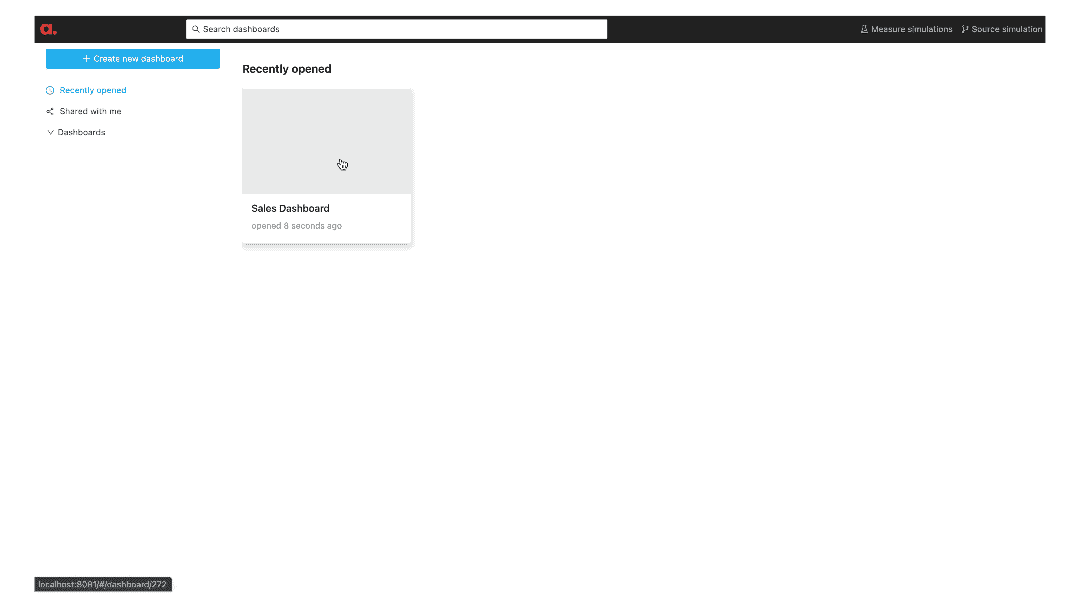 a.
Search dashboards
Measure simulations
Source simulation
+ Create new dashboard
Recently opened
Shared with me
Dashboards
Recently opened
Sales Dashboard
opened 8 seconds ago
localhost:8081/#/dashboard/272